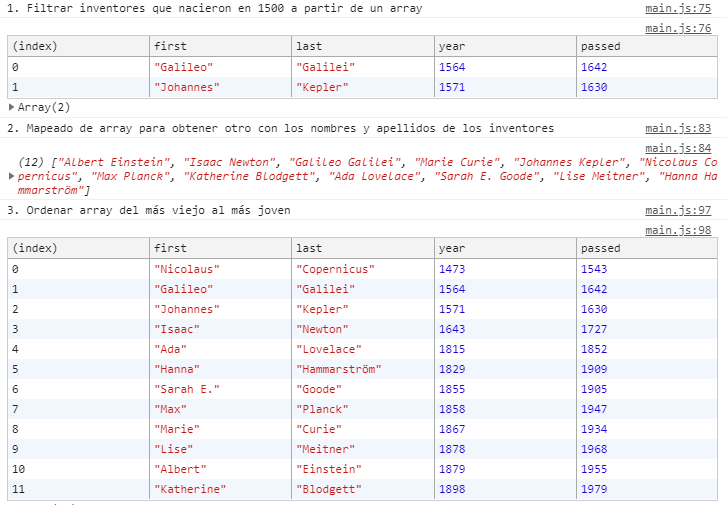 1. Filtrar inventores que nacieron en 1500 a partir de un array main.js:75
main.js:76
(index) first last year passed
0 "Galileo" "Galilei" 1564 1642
1 "Johannes" "Kepler" 1571 1630
Array(2)
2. Mapeado de array para obtener otro con los nombres y apellidos de los inventores main.js:83
main.js:84
(12) ["Albert Einstein", "Isaac Newton", "Galileo Galilei", "Marie Curie", "Johannes Kepler", "Nicolaus Co
pernicus", "Max Planck", "Katherine Blodgett", "Ada Lovelace", "Sarah E. Goode", "Lise Meitner", "Hanna Ha
mmarström"]
3. Ordenar array del más viejo al más joven main.js:97
main.js:98
(index) first last year passed
0 "Nicolaus" "Copernicus" 1473 1543
1 "Galileo" "Galilei" 1564 1642
2 "Johannes" "Kepler" 1571 1630
3 "Isaac" "Newton" 1643 1727
4 "Ada" "Lovelace" 1815 1852
5 "Hanna" "Hammarström" 1829 1909
6 "Sarah E." "Goode" 1855 1905
7 "Max" "Planck" 1858 1947
8 "Marie" "Curie" 1867 1934
9 "Lise" "Meitner" 1878 1968
10 "Albert" "Einstein" 1879 1955
11 "Katherine" "Blodgett" 1898 1979